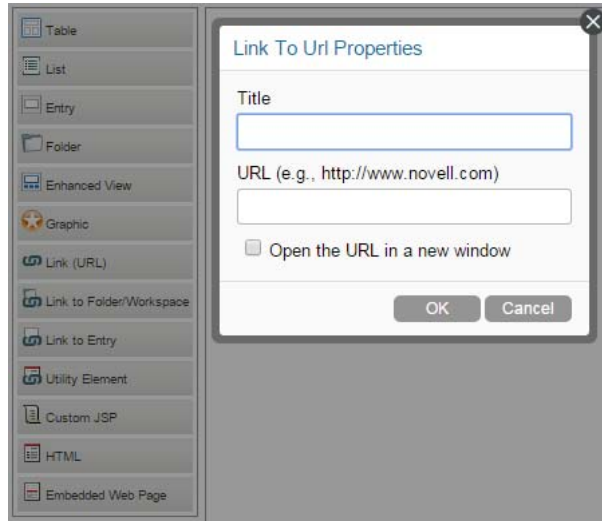 Table
List
Entry
Folder
Enhanced View
Graphic
Link (URL)
Link to Folder/Workspace
Link to Entry
Utility Element
Custom JSP
HTML
Embedded Web Page
Link To Url Properties
Title
URL (e.g., http://www.novell.com)
Open the URL in a new window
OK Cancel